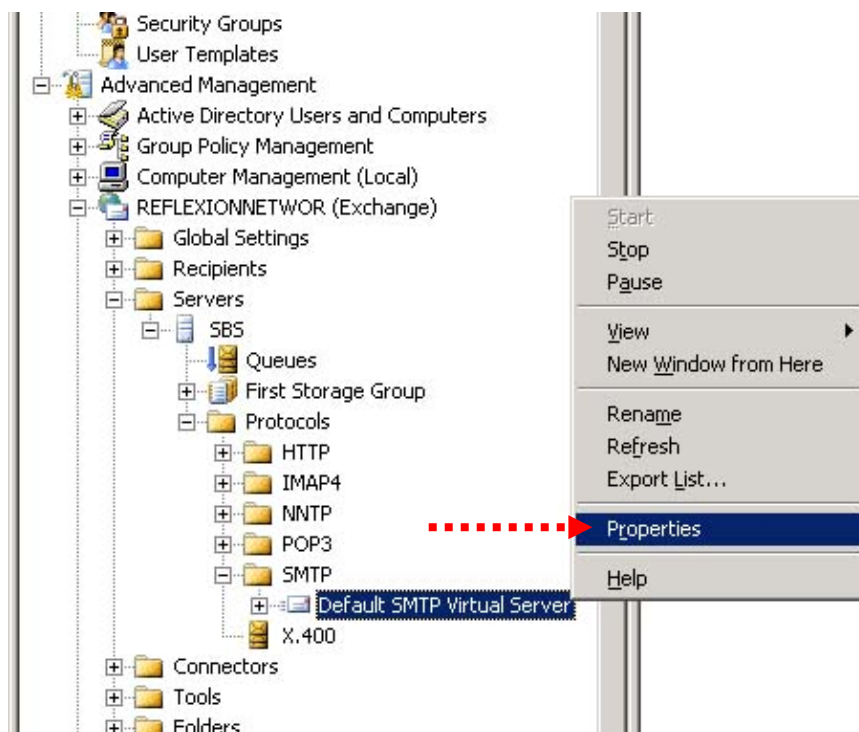 Security Groups
User Templates
Advanced Management
Active Directory Users and Computers
Group Policy Management
Computer Management (Local)
REFLEXIONNETWOR (Exchange)
Global Settings
Recipients
Servers
SBS
Queues
First Storage Group
Protocols
HTTP
IMAP4
NNTP
POP3
SMTP
Default SMTP Virtual Server
X.400
Connectors
Tools
Folders
Start
Stop
Pause
View
New Window from Here
Rename
Refresh
Export List...
Properties
Help